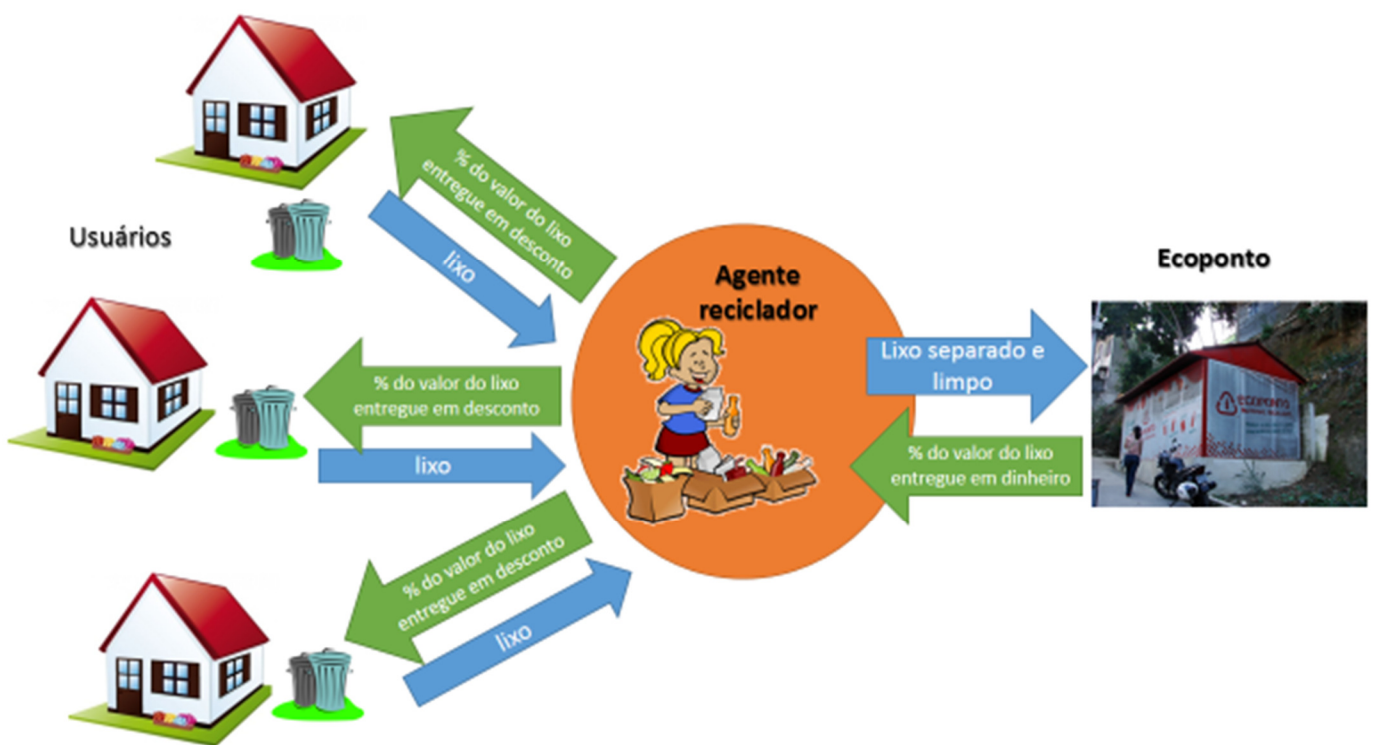 % do valor do lixo
entregue em desconto
Usuários
lixo
Agente
reciclador
Ecoponto
% do valor do lixo
entregue em desconto
lixo
Lixo separado e
limpo
ECOPONTO
% do valor do lixo
entregue em dinheiro
% do valor do lixo
entregue em desconto
lixo